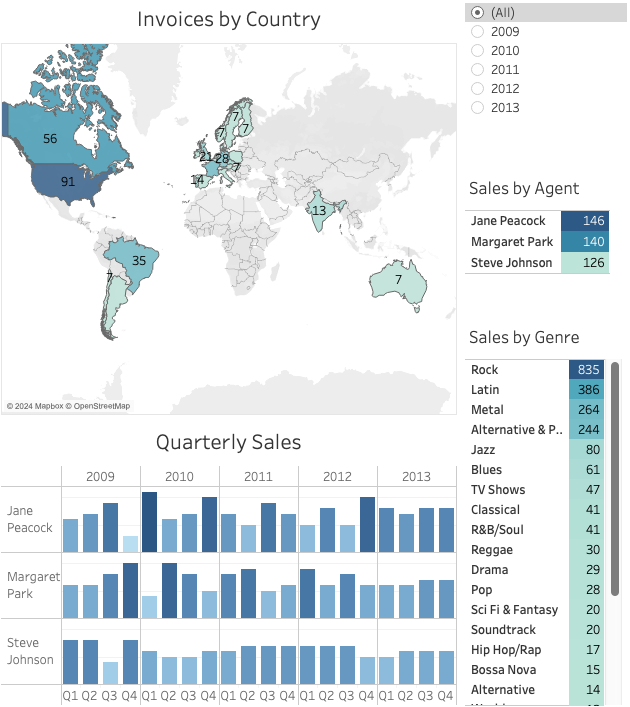 Invoices by Country
(All)
2009
2010
2011
2012
2013
56
91
35
7
7
7
7
21
28
7
14
13
7
© 2024 Mapbox © OpenStreetMap
Sales by Agent
Jane Peacock 146
Margaret Park 140
Steve Johnson 126
Sales by Genre
Rock 835
Latin 386
Metal 264
Alternative & P.. 244
Jazz 80
Blues 61
TV Shows 47
Classical 41
R&B/Soul 41
Reggae 30
Drama 29
Pop 28
Sci Fi & Fantasy 20
Soundtrack 20
Hip Hop/Rap 17
Bossa Nova 15
Alternative 14
Quarterly Sales
2009 2010 2011 2012 2013
Jane
Peacock
Margaret
Park
Steve
Johnson
Q1 Q2 Q3 Q4 Q1 Q2 Q3 Q4 Q1 Q2 Q3 Q4 Q1 Q2 Q3 Q4 Q1 Q2 Q3 Q4